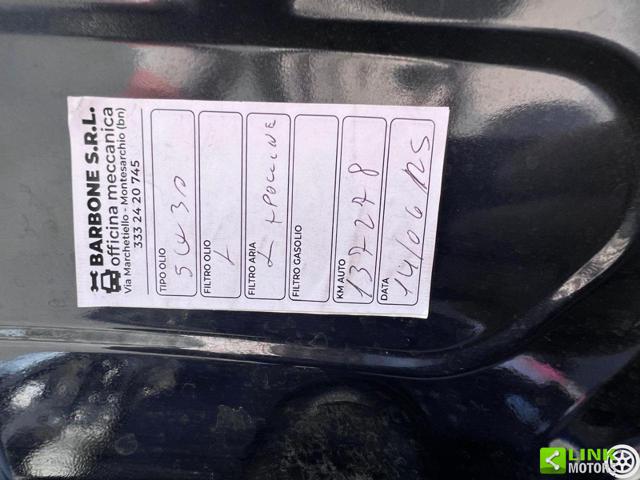 BARBONE S.R.L.
officina meccanica
Via Marchetiello - Montesarchio (bn)
333 24 20 745
TIPO OLIO
5W30
FILTRO OLIO
FILTRO ARIA
FILTRO GASOLIO
KM AUTO
137278
DATA
14/06/25
LINK
MOTORS